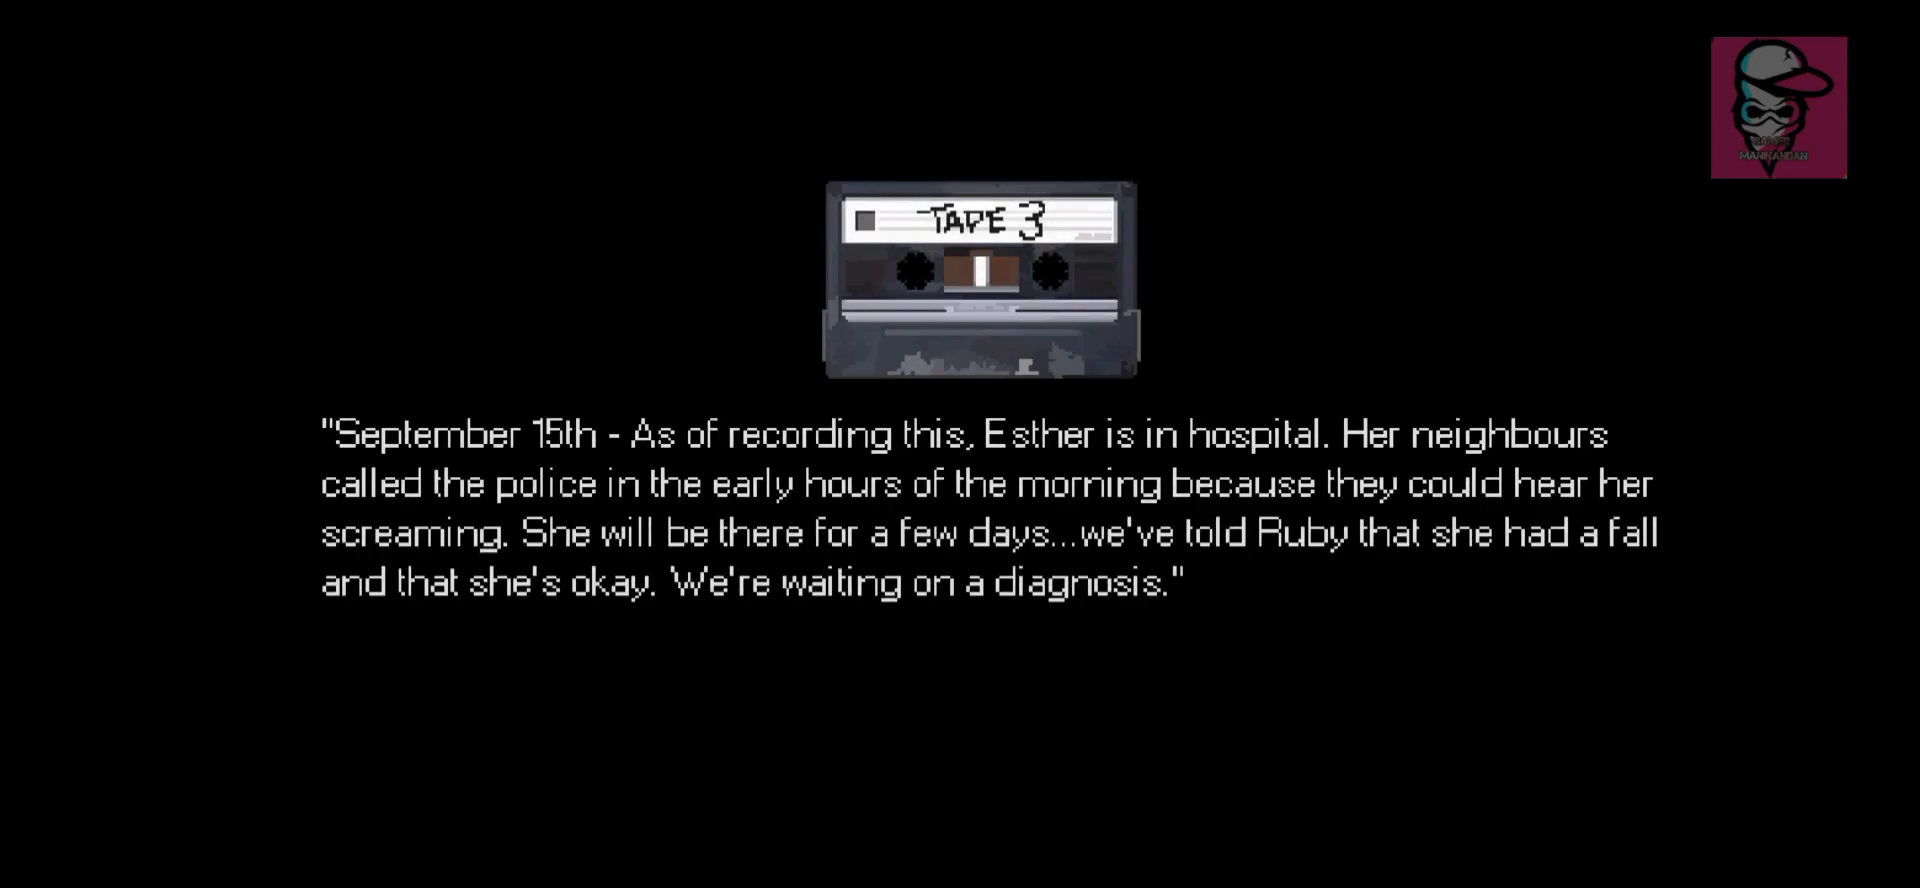 TAPE 3
"September 15th - As of recording this, Esther is in hospital. Her neighbours
called the police in the early hours of the morning because they could hear her
screaming. She will be there for a few days...we've told Ruby that she had a fall
and that she's okay. We're waiting on a diagnosis."
GAMER
MANIKANDAN